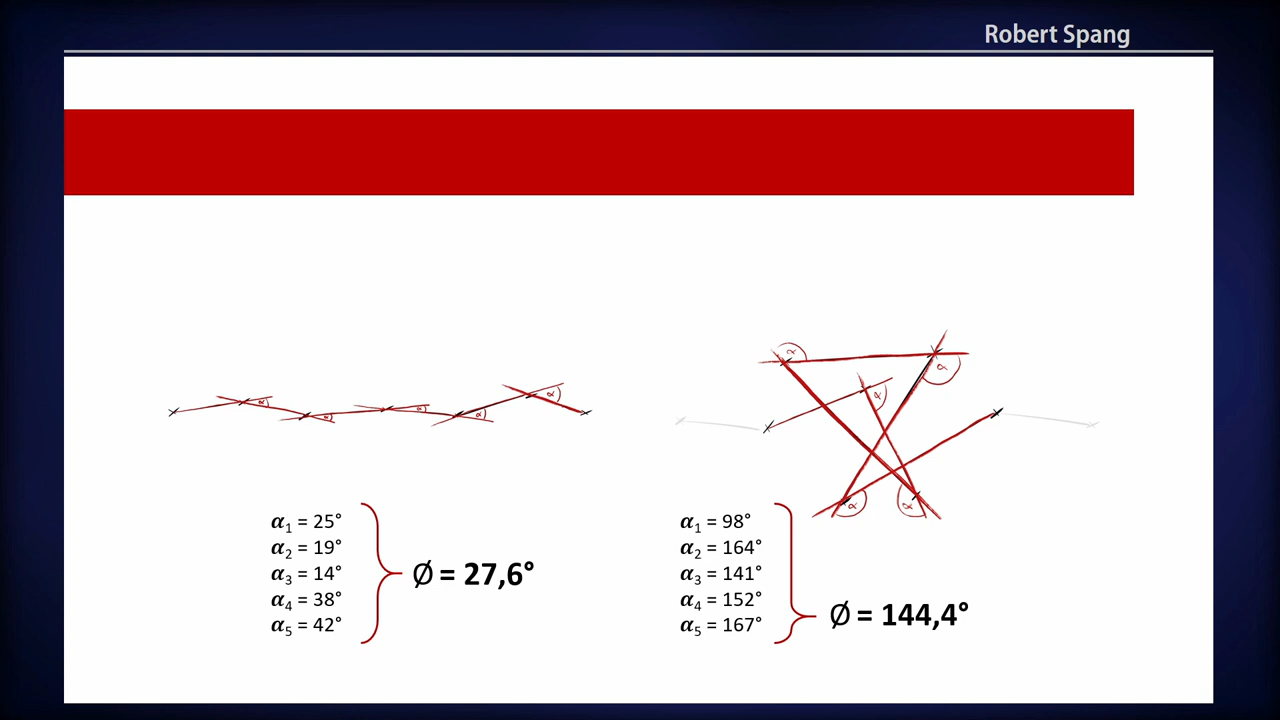 Robert Spang
α
α
α
α
α
α
α
α
α
α
α₁ = 25°
α₂ = 19°
α₃ = 14°
α₄ = 38°
α₅ = 42°
Ø = 27,6°
α₁ = 98°
α₂ = 164°
α₃ = 141°
α₄ = 152°
α₅ = 167°
Ø = 144,4°